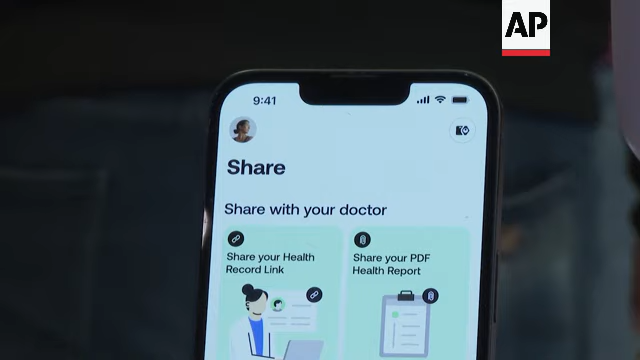 AP
9:41
Share
Share with your doctor
Share your Health
Record Link
Share your PDF
Health Report